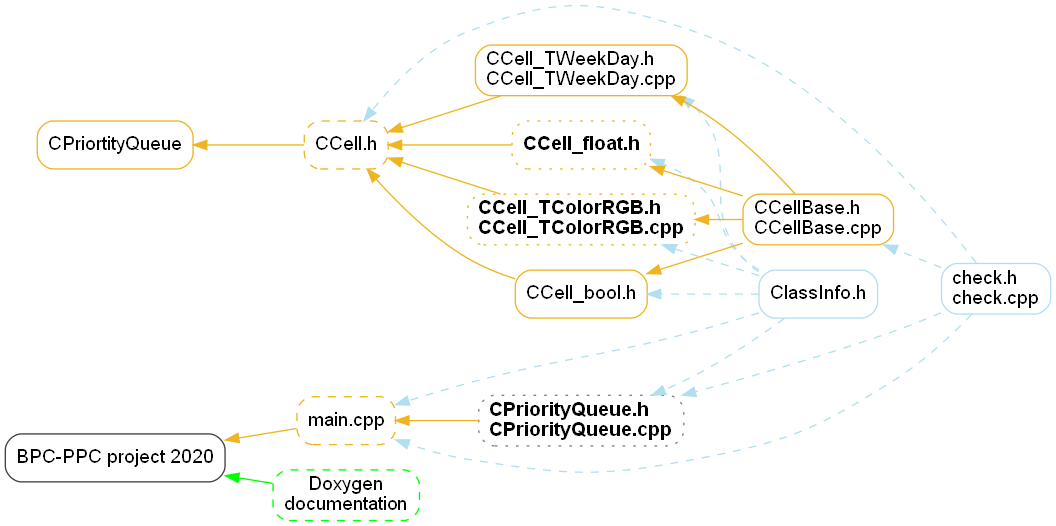 CCell_TWeekDay.h
CCell_TWeekDay.cpp
CPriortityQueue
CCell.h
CCell_float.h
CCell_TColorRGB.h
CCell_TColorRGB.cpp
CCellBase.h
CCellBase.cpp
CCell_bool.h
ClassInfo.h
check.h
check.cpp
main.cpp
CPriorityQueue.h
CPriorityQueue.cpp
BPC-PPC project 2020
Doxygen
documentation